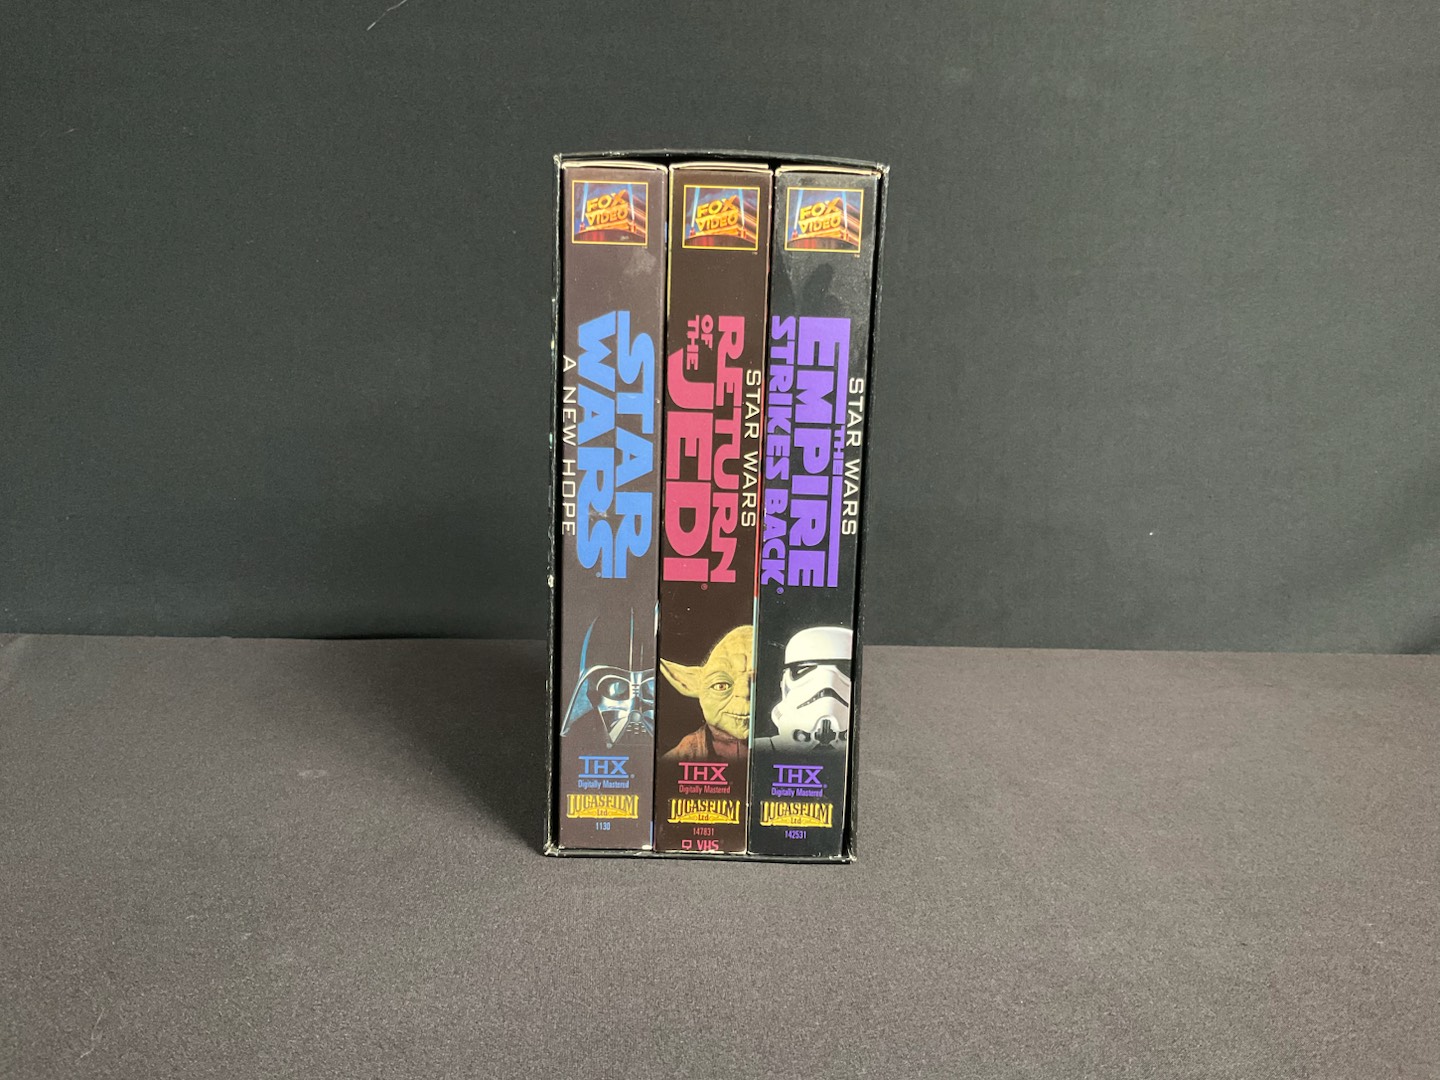 FOX
VIDEO
STAR
WARS
A NEW HOPE
THX
Digitally Mastered
LUCASFILM
Ltd
1130
FOX
VIDEO
STAR WARS
RETURN
OF THE
JEDI
THX
Digitally Mastered
LUCASFILM
Ltd
147831
VHS
FOX
VIDEO
STAR WARS
THE
EMPIRE
STRIKES BACK
THX
Digitally Mastered
LUCASFILM
Ltd
142531